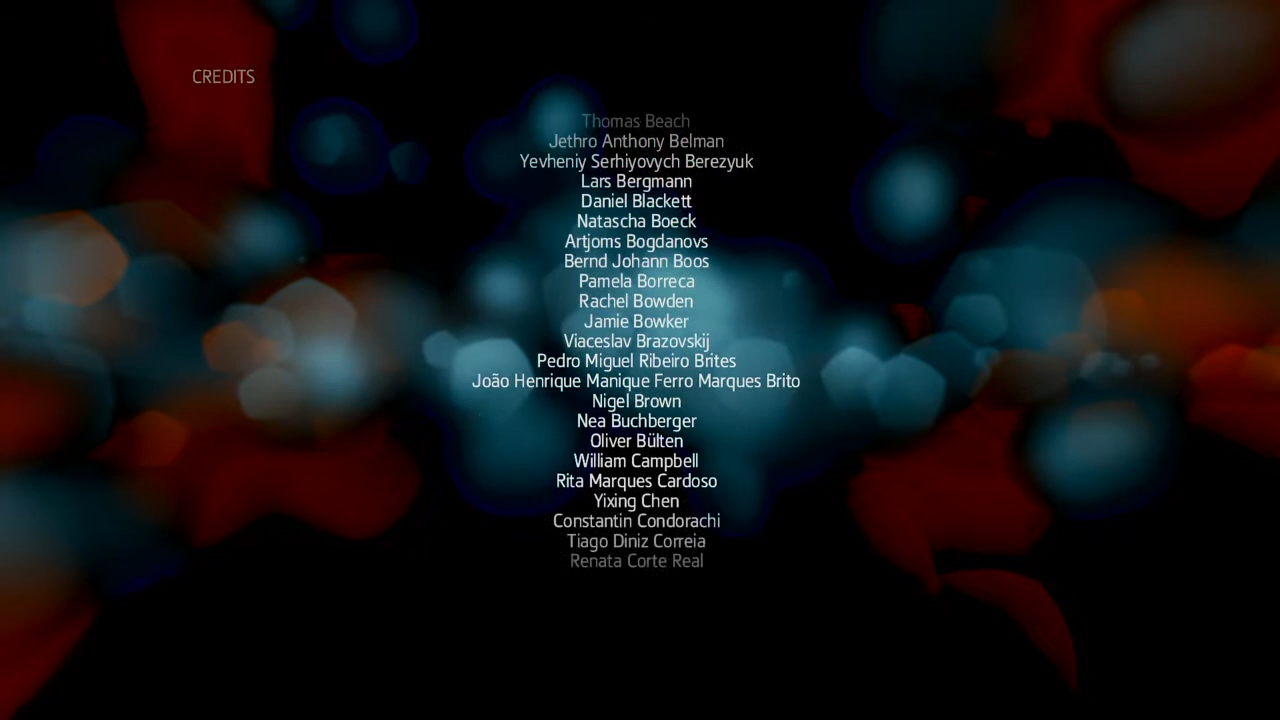 CREDITS
Thomas Beach
Jethro Anthony Belman
Yevheniy Serhiyovych Berezyuk
Lars Bergmann
Daniel Blackett
Natascha Boeck
Artjoms Bogdanovs
Bernd Johann Boos
Pamela Borreca
Rachel Bowden
Jamie Bowker
Viaceslav Brazovskij
Pedro Miguel Ribeiro Brites
João Henrique Manique Ferro Marques Brito
Nigel Brown
Nea Buchberger
Oliver Bülten
William Campbell
Rita Marques Cardoso
Yixing Chen
Constantin Condorachi
Tiago Diniz Correia
Renata Corte Real